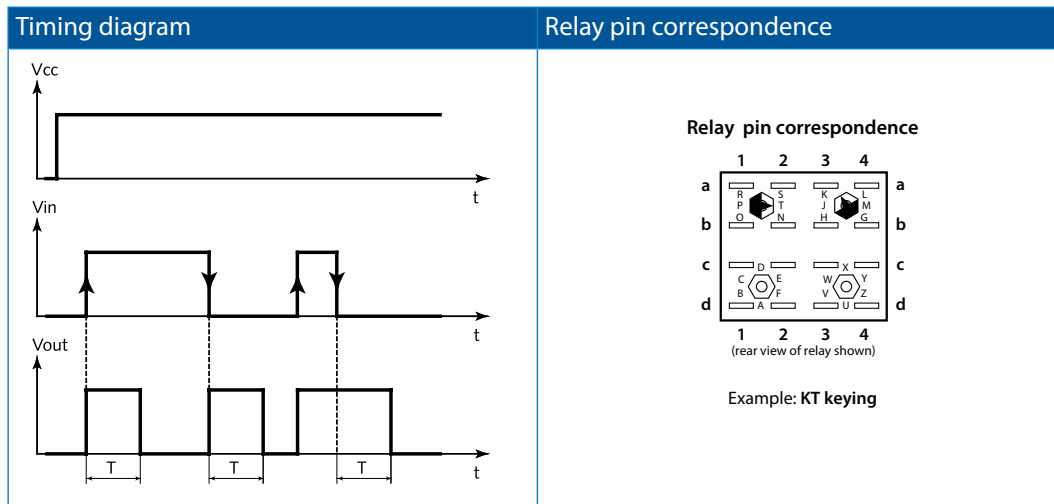 Timing diagram
Relay pin correspondence
Vcc
t
Vin
t
Vout
T
T
T
t
Relay pin correspondence
1 2 3 4
a a
R S K L
P T J M
O N H G
b b
c c
D X
C E W Y
B F V Z
A U
d d
1 2 3 4
(rear view of relay shown)
Example: KT keying